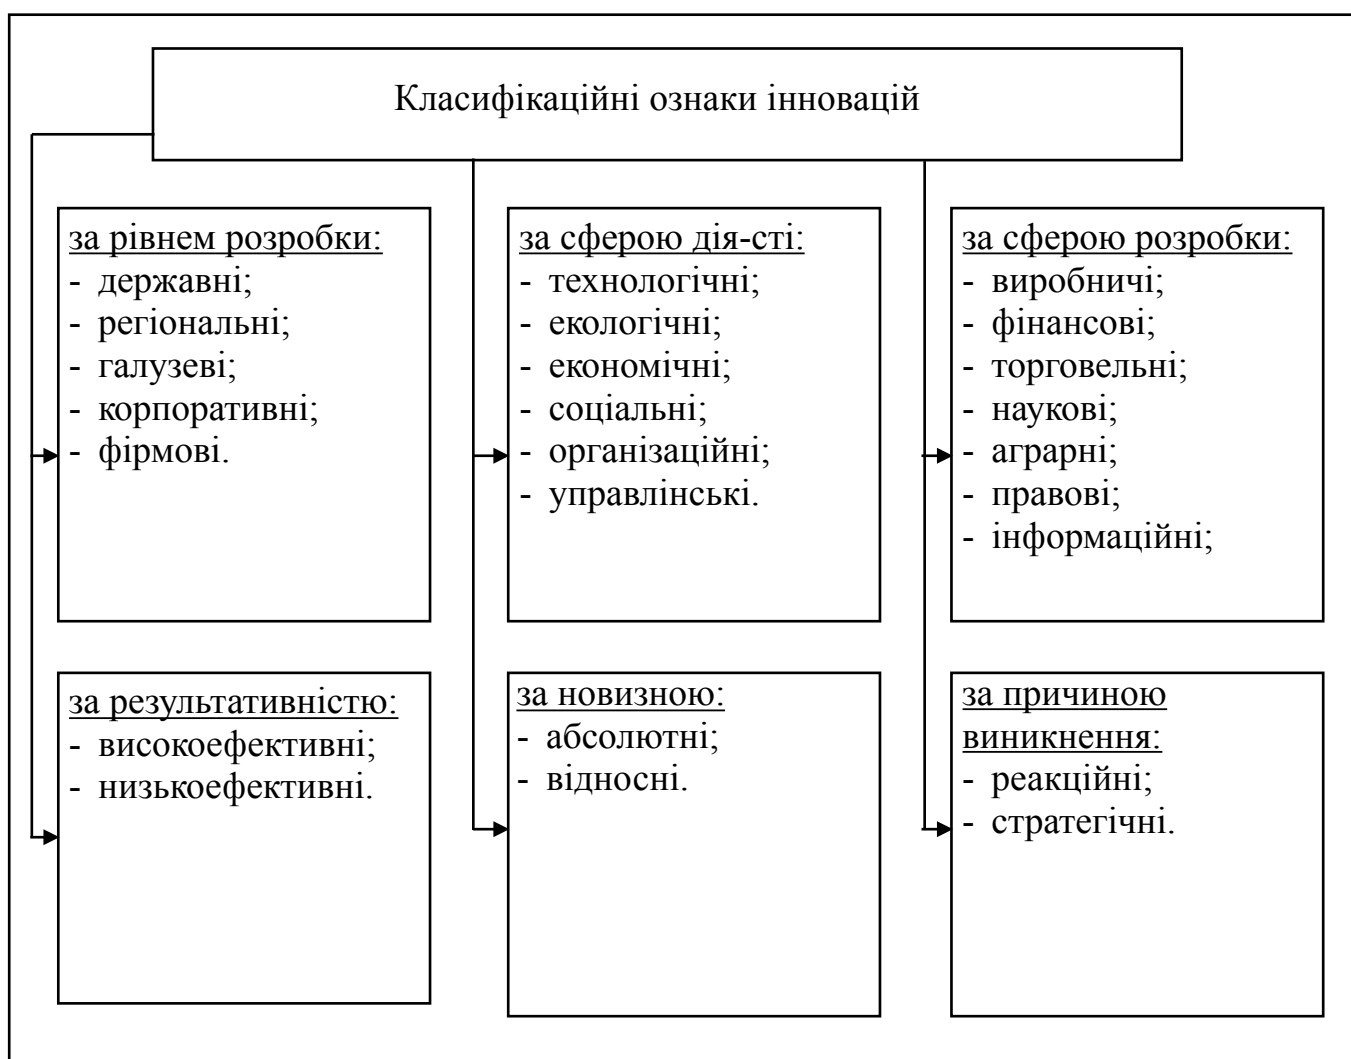 Класифікаційні ознаки інновацій
за рівнем розробки:
- державні;
- регіональні;
- галузеві;
- корпоративні;
- фірмові.
за сферою дія-сті:
- технологічні;
- екологічні;
- економічні;
- соціальні;
- організаційні;
- управлінські.
за сферою розробки:
- виробничі;
- фінансові;
- торговельні;
- наукові;
- аграрні;
- правові;
- інформаційні;
за результативністю:
- високоефективні;
- низькоефективні.
за новизною:
- абсолютні;
- відносні.
за причиною
виникнення:
- реакційні;
- стратегічні.